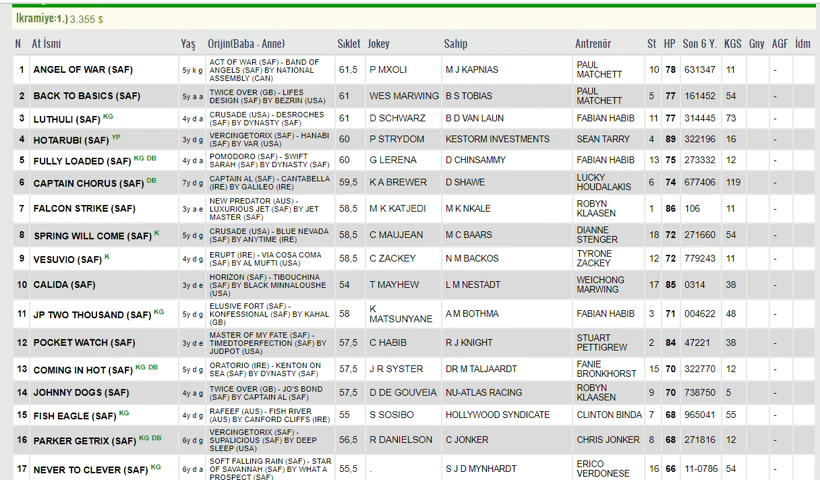 İkramiye:1.) 3.355 $
N At İsmi Yaş Orijin(Baba - Anne) Sıklet Jokey Sahip Antrenör St HP Son 6 Y. KGS Gny AGF İdm
1 ANGEL OF WAR (SAF) 5y k g ACT OF WAR (SAF) - BAND OF ANGELS (SAF) BY NATIONAL ASSEMBLY (CAN) 61,5 P MXOLI M J KAPNIAS PAUL MATCHETT 10 78 631347 11 -
2 BACK TO BASICS (SAF) 5y a a TWICE OVER (GB) - LIFES DESIGN (SAF) BY BEZRIN (USA) 61 WES MARWING B S TOBIAS PAUL MATCHETT 5 77 161452 54 -
3 LUTHULI (SAF) KG 4y d a CRUSADE (USA) - DESROCHES (SAF) BY DYNASTY (SAF) 61 D SCHWARZ B D VAN LAUN FABIAN HABIB 11 77 314445 73 -
4 HOTARUBI (SAF) YP 3y d g VERCINGETORIX (SAF) - HANABI (SAF) BY VAR (USA) 60 P STRYDOM KESTORM INVESTMENTS SEAN TARRY 4 89 322196 16 -
5 FULLY LOADED (SAF) KG DB 4y d a POMODORO (SAF) - SWIFT SARAH (SAF) BY DYNASTY (SAF) 60 G LERENA D CHINSAMMY FABIAN HABIB 13 75 273332 12 -
6 CAPTAIN CHORUS (SAF) DB 7y d g CAPTAIN AL (SAF) - CANTABELLA (IRE) BY GALILEO (IRE) 59,5 K A BREWER D SHAWE LUCKY HOUDALAKIS 6 74 677406 119 -
7 FALCON STRIKE (SAF) 3y a e NEW PREDATOR (AUS) - LUXURIOUS JET (SAF) BY JET MASTER (SAF) 58,5 M K KATJEDI M K NKALE ROBYN KLAASEN 1 86 106 11 -
8 SPRING WILL COME (SAF) K 5y d g CRUSADE (USA) - BLUE NEVADA (SAF) BY ANYTIME (IRE) 58,5 C MAUJEAN M C BAARS DIANNE STENGER 18 72 271660 54 -
9 VESUVIO (SAF) K 4y d g ERUPT (IRE) - VIA COSA COMA (SAF) BY AL MUFTI (USA) 58,5 C ZACKEY N M BACKOS TYRONE ZACKEY 12 72 779243 11 -
10 CALIDA (SAF) 3y d e HORIZON (SAF) - TIBOUCHINA (SAF) BY BLACK MINNALOUSHE (USA) 54 T MAYHEW L M NESTADT WEICHONG MARWING 17 85 0314 38 -
11 JP TWO THOUSAND (SAF) KG 5y d g ELUSIVE FORT (SAF) - KONFESSIONAL (SAF) BY KAHAL (GB) 58 K MATSUNYANE A M BOTHMA FABIAN HABIB 3 71 004622 48 -
12 POCKET WATCH (SAF) 3y d e MASTER OF MY FATE (SAF) - TIMEDTOPERFECTION (SAF) BY JUDPOT (USA) 57,5 C HABIB R J KNIGHT STUART PETTIGREW 2 84 47221 38 -
13 COMING IN HOT (SAF) KG DB 5y d g ORATORIO (IRE) - KENTON ON SEA (SAF) BY DYNASTY (SAF) 57,5 J R SYSTER DR M TALJAARDT FANIE BRONKHORST 15 70 322770 12 -
14 JOHNNY DOGS (SAF) 4y a g TWICE OVER (GB) - JO'S BOND (SAF) BY CAPTAIN AL (SAF) 57,5 D DE GOUVEIA NU-ATLAS RACING ROBYN KLAASEN 9 70 738750 5 -
15 FISH EAGLE (SAF) KG 4y d g RAFEEF (AUS) - FISH RIVER (AUS) BY CANFORD CLIFFS (IRE) 55 S SOSIBO HOLLYWOOD SYNDICATE CLINTON BINDA 7 68 965041 55 -
16 PARKER GETRIX (SAF) KG DB 6y d g VERCINGETORIX (SAF) - SUPALICIOUS (SAF) BY DEEP SLEEP (USA) 56,5 R DANIELSON C JONKER CHRIS JONKER 8 68 271816 12 -
17 NEVER TO CLEVER (SAF) KG 6y d a SOFT FALLING RAIN (SAF) - STAR OF SAVANNAH (SAF) BY WHAT A PROSPECT (SAF) 55,5 . S J D MYNHARDT ERICO VERDONESE 16 66 11-0786 54 -